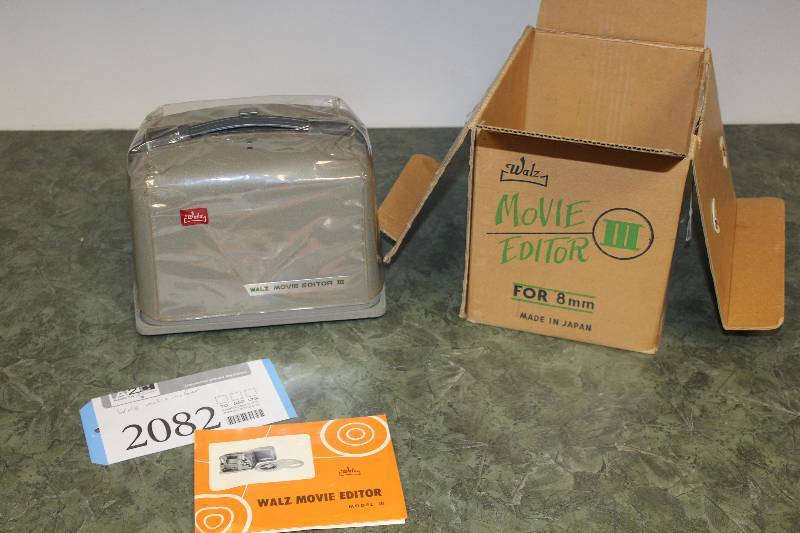 Walz
WALZ MOVIE EDITOR III
Walz
MOVIE
EDITOR
III
FOR 8mm
MADE IN JAPAN
2082
Walz
WALZ MOVIE EDITOR
MODEL III